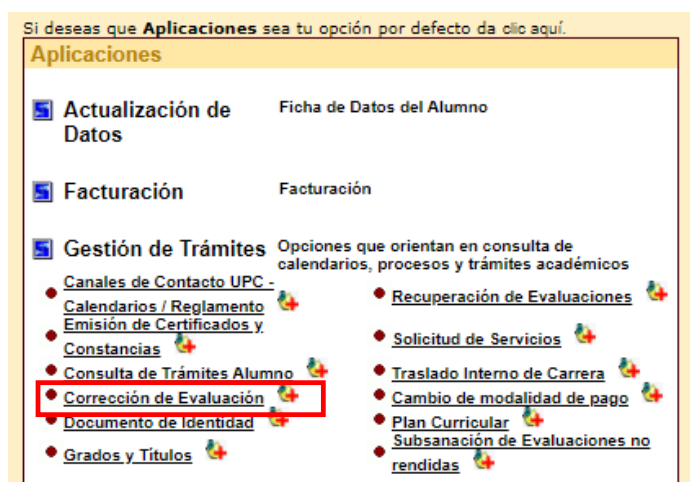 Si deseas que Aplicaciones sea tu opción por defecto da clic aquí.
Aplicaciones
Actualización de Datos
Ficha de Datos del Alumno
Facturación
Facturación
Gestión de Trámites
Opciones que orientan en consulta de
calendarios, procesos y trámites académicos
Canales de Contacto UPC -
Calendarios / Reglamento
Recuperación de Evaluaciones
Emisión de Certificados y
Constancias
Solicitud de Servicios
Consulta de Trámites Alumno
Traslado Interno de Carrera
Corrección de Evaluación
Cambio de modalidad de pago
Documento de Identidad
Plan Curricular
Grados y Títulos
Subsanación de Evaluaciones no
rendidas